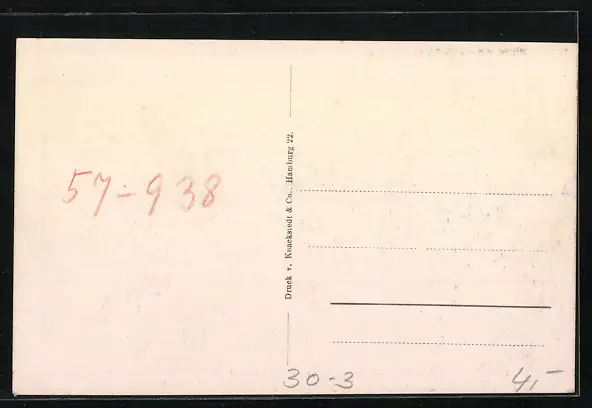 57-938
Druck v. Knackstedt & Co., Hamburg 22.
30-3
4,-